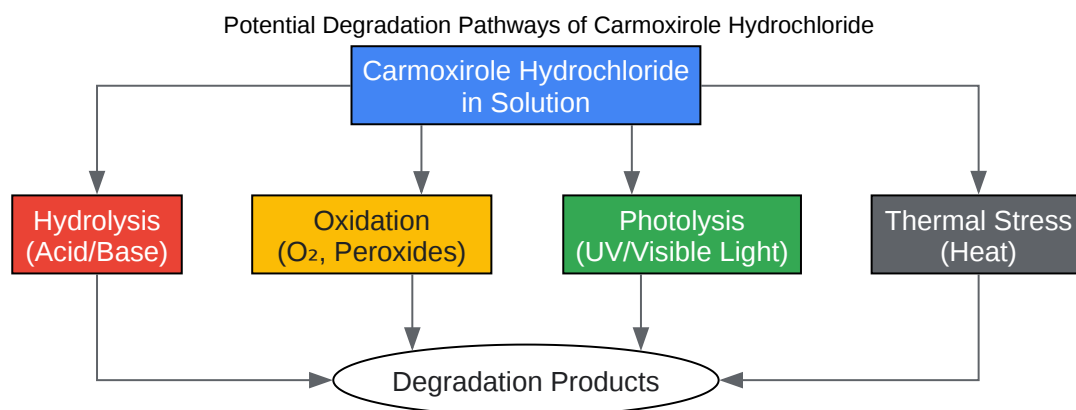 Potential Degradation Pathways of Carmoxirole Hydrochloride
Carmoxirole Hydrochloride
in Solution
Hydrolysis
(Acid/Base)
Oxidation
(O₂, Peroxides)
Photolysis
(UV/Visible Light)
Thermal Stress
(Heat)
Degradation Products